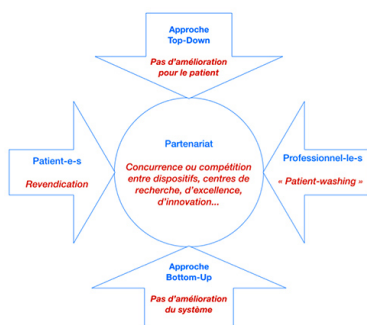 Approche
Top-Down
Pas d'amélioration
pour le patient
Patient-e-s
Revendication
Partenariat
Concurrence ou compétition
entre dispositifs, centres de
recherche, d'excellence,
d'innovation...
Professionnel-le-s
« Patient-washing »
Approche
Bottom-Up
Pas d'amélioration
du système